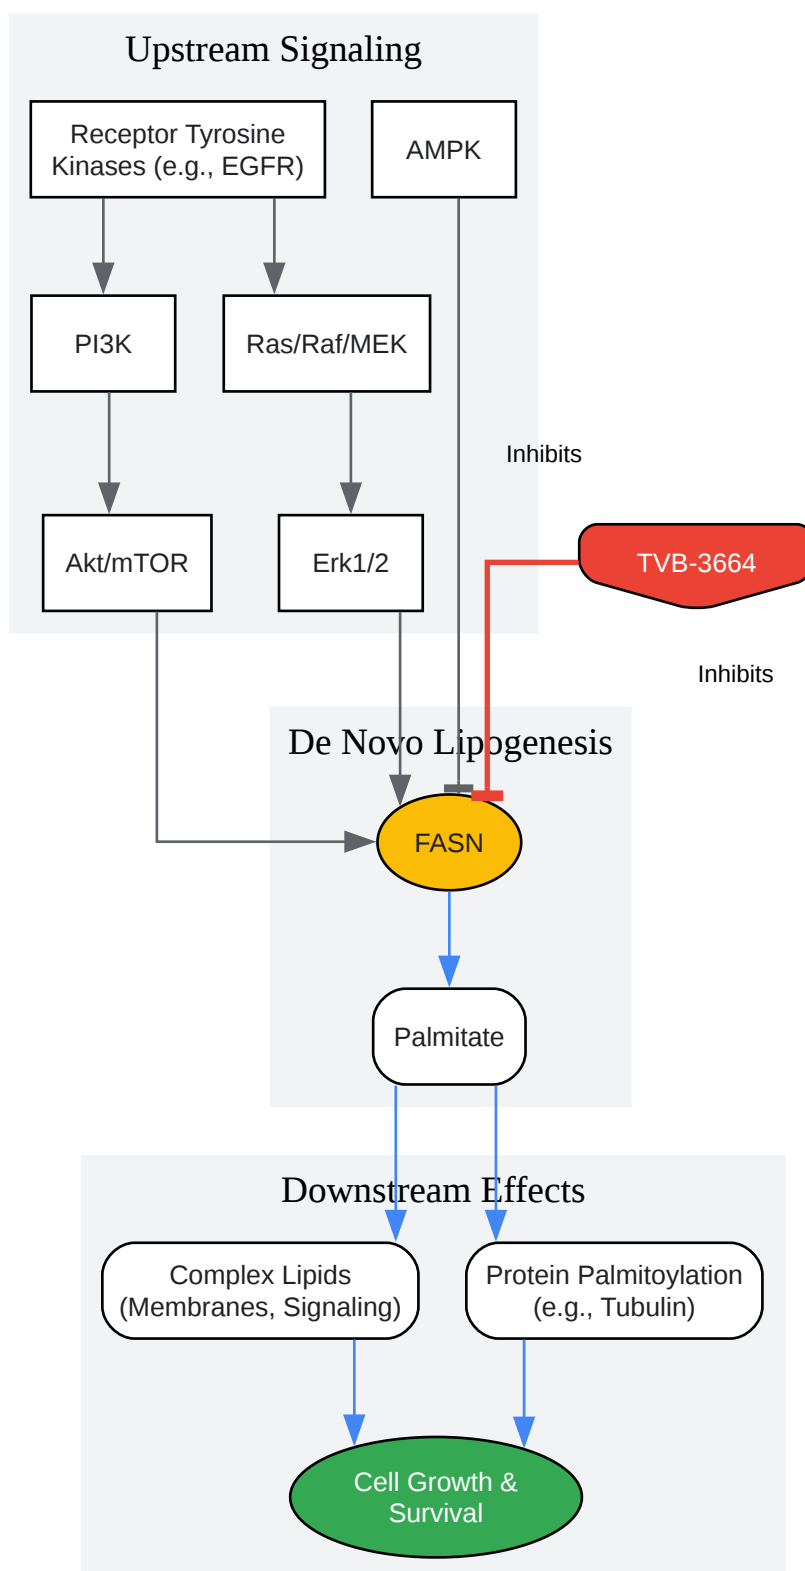 Upstream Signaling
Receptor Tyrosine
Kinases (e.g., EGFR)
AMPK
PI3K
Ras/Raf/MEK
Inhibits
Akt/mTOR
Erk1/2
TVB-3664
Inhibits
De Novo Lipogenesis
FASN
Palmitate
Downstream Effects
Complex Lipids
(Membranes, Signaling)
Protein Palmitoylation
(e.g., Tubulin)
Cell Growth &
Survival